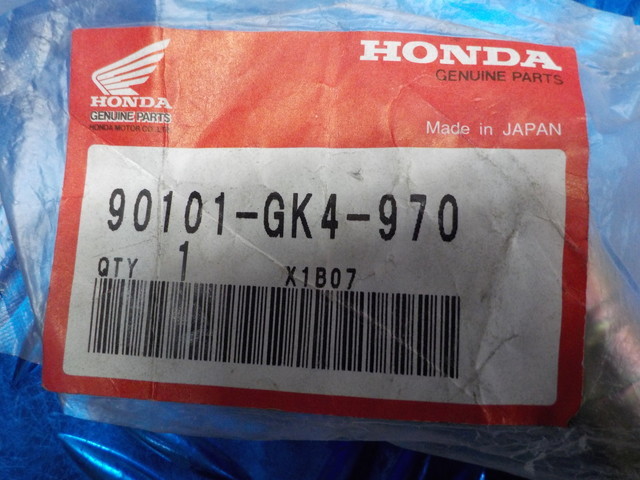 HONDA
GENUINE PARTS
HONDA MOTOR CO., LTD.
HONDA
GENUINE PARTS
Made in JAPAN
90101-GK4-970
QTY 1 X1B07